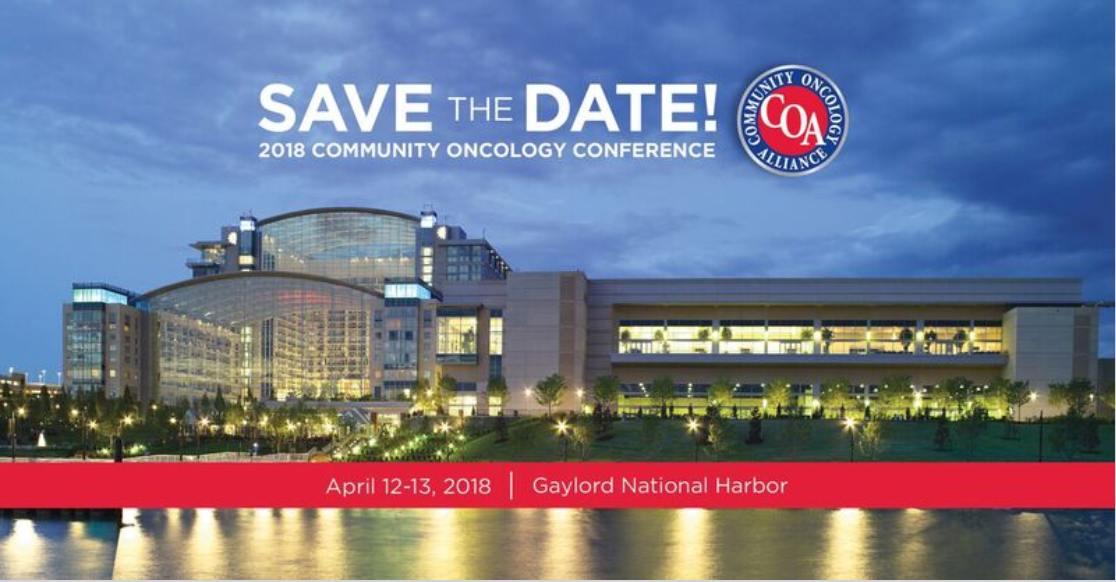 SAVE THE DATE!
2018 COMMUNITY ONCOLOGY CONFERENCE
COMMUNITY ONCOLOGY
COA
ALLIANCE
April 12-13, 2018 | Gaylord National Harbor